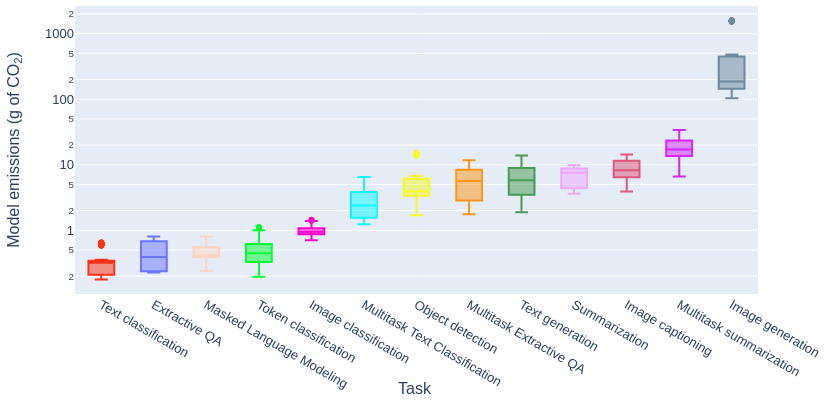 Model emissions (g of CO2)
2
1000
5
2
100
5
2
10
5
2
1
5
2
Text classification
Extractive QA
Masked Language Modeling
Token classification
Image classification
Multitask Text Classification
Object detection
Multitask Extractive QA
Text generation
Summarization
Image captioning
Multitask summarization
Image generation
Task